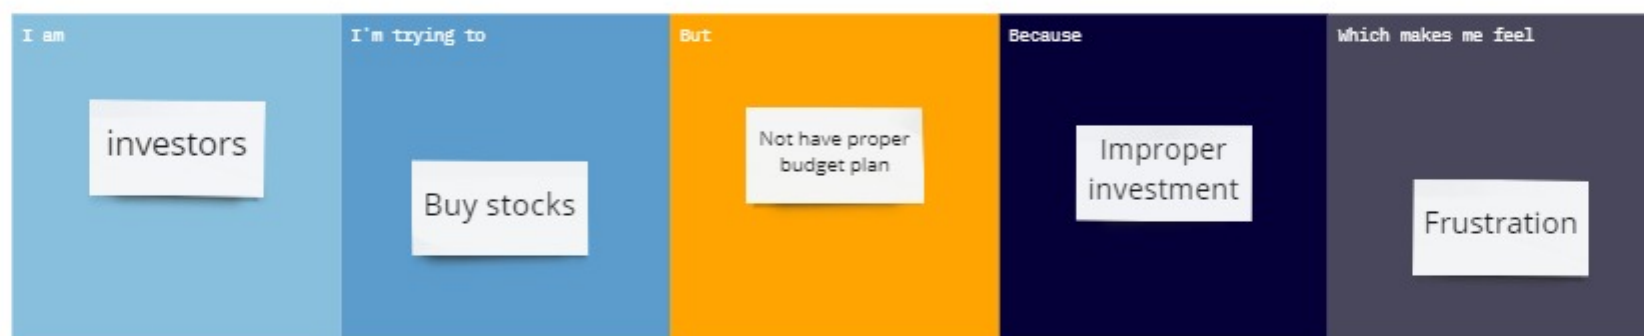 I am
investors
I'm trying to
Buy stocks
But
Not have proper
budget plan
Because
Improper
investment
Which makes me feel
Frustration